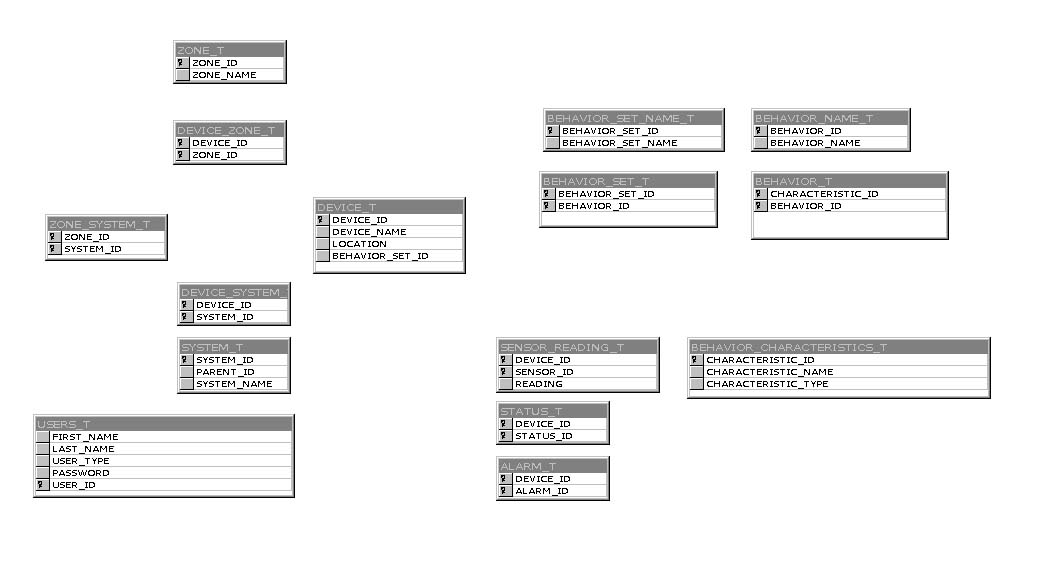 ZONE_T
ZONE_ID
ZONE_NAME
DEVICE_ZONE_T
DEVICE_ID
ZONE_ID
BEHAVIOR_SET_NAME_T
BEHAVIOR_SET_ID
BEHAVIOR_SET_NAME
BEHAVIOR_NAME_T
BEHAVIOR_ID
BEHAVIOR_NAME
BEHAVIOR_SET_T
BEHAVIOR_SET_ID
BEHAVIOR_ID
BEHAVIOR_T
CHARACTERISTIC_ID
BEHAVIOR_ID
ZONE_SYSTEM_T
ZONE_ID
SYSTEM_ID
DEVICE_T
DEVICE_ID
DEVICE_NAME
LOCATION
BEHAVIOR_SET_ID
DEVICE_SYSTEM_
DEVICE_ID
SYSTEM_ID
SYSTEM_T
SYSTEM_ID
PARENT_ID
SYSTEM_NAME
SENSOR_READING_T
DEVICE_ID
SENSOR_ID
READING
BEHAVIOR_CHARACTERISTICS_T
CHARACTERISTIC_ID
CHARACTERISTIC_NAME
CHARACTERISTIC_TYPE
USERS_T
FIRST_NAME
LAST_NAME
USER_TYPE
PASSWORD
USER_ID
STATUS_T
DEVICE_ID
STATUS_ID
ALARM_T
DEVICE_ID
ALARM_ID